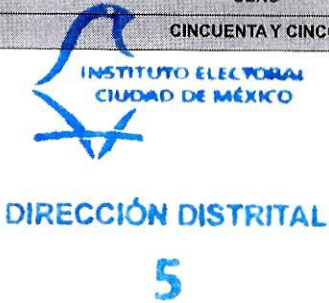 CINCUENTA Y CINCO
INSTITUTO ELECTORAL
CIUDAD DE MÉXICO
DIRECCIÓN DISTRITAL
5